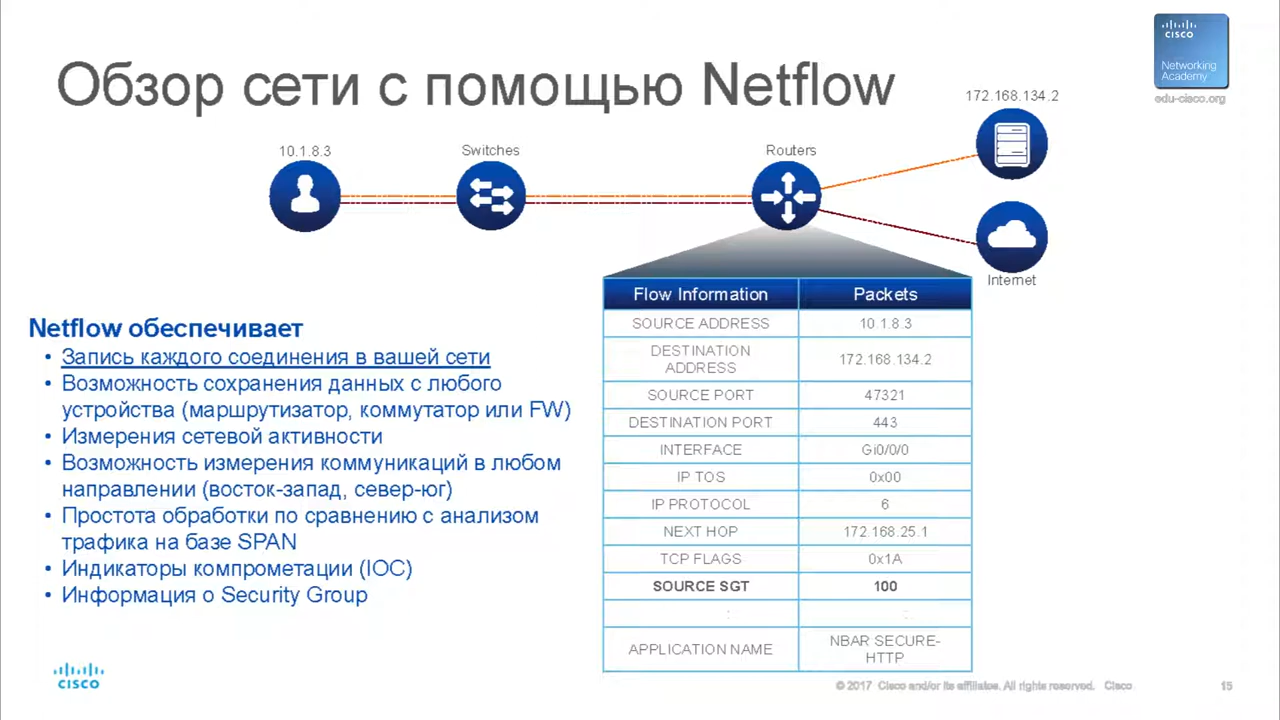 CISCO
Networking
Academy
edu-cisco.org
Обзор сети с помощью Netflow
172.168.134.2
10.1.8.3
Switches
Routers
Internet
Netflow обеспечивает
• Запись каждого соединения в вашей сети
• Возможность сохранения данных с любого
устройства (маршрутизатор, коммутатор или FW)
• Измерения сетевой активности
• Возможность измерения коммуникаций в любом
направлении (восток-запад, север-юг)
• Простота обработки по сравнению с анализом
трафика на базе SPAN
• Индикаторы компрометации (IOC)
• Информация о Security Group
Flow Information Packets
SOURCE ADDRESS 10.1.8.3
DESTINATION
ADDRESS 172.168.134.2
SOURCE PORT 47321
DESTINATION PORT 443
INTERFACE Gi0/0/0
IP TOS 0x00
IP PROTOCOL 6
NEXT HOP 172.168.25.1
TCP FLAGS 0x1A
SOURCE SGT 100
: :
APPLICATION NAME NBAR SECURE-
HTTP
CISCO
© 2017 Cisco and/or its affiliates. All rights reserved. Cisco 15